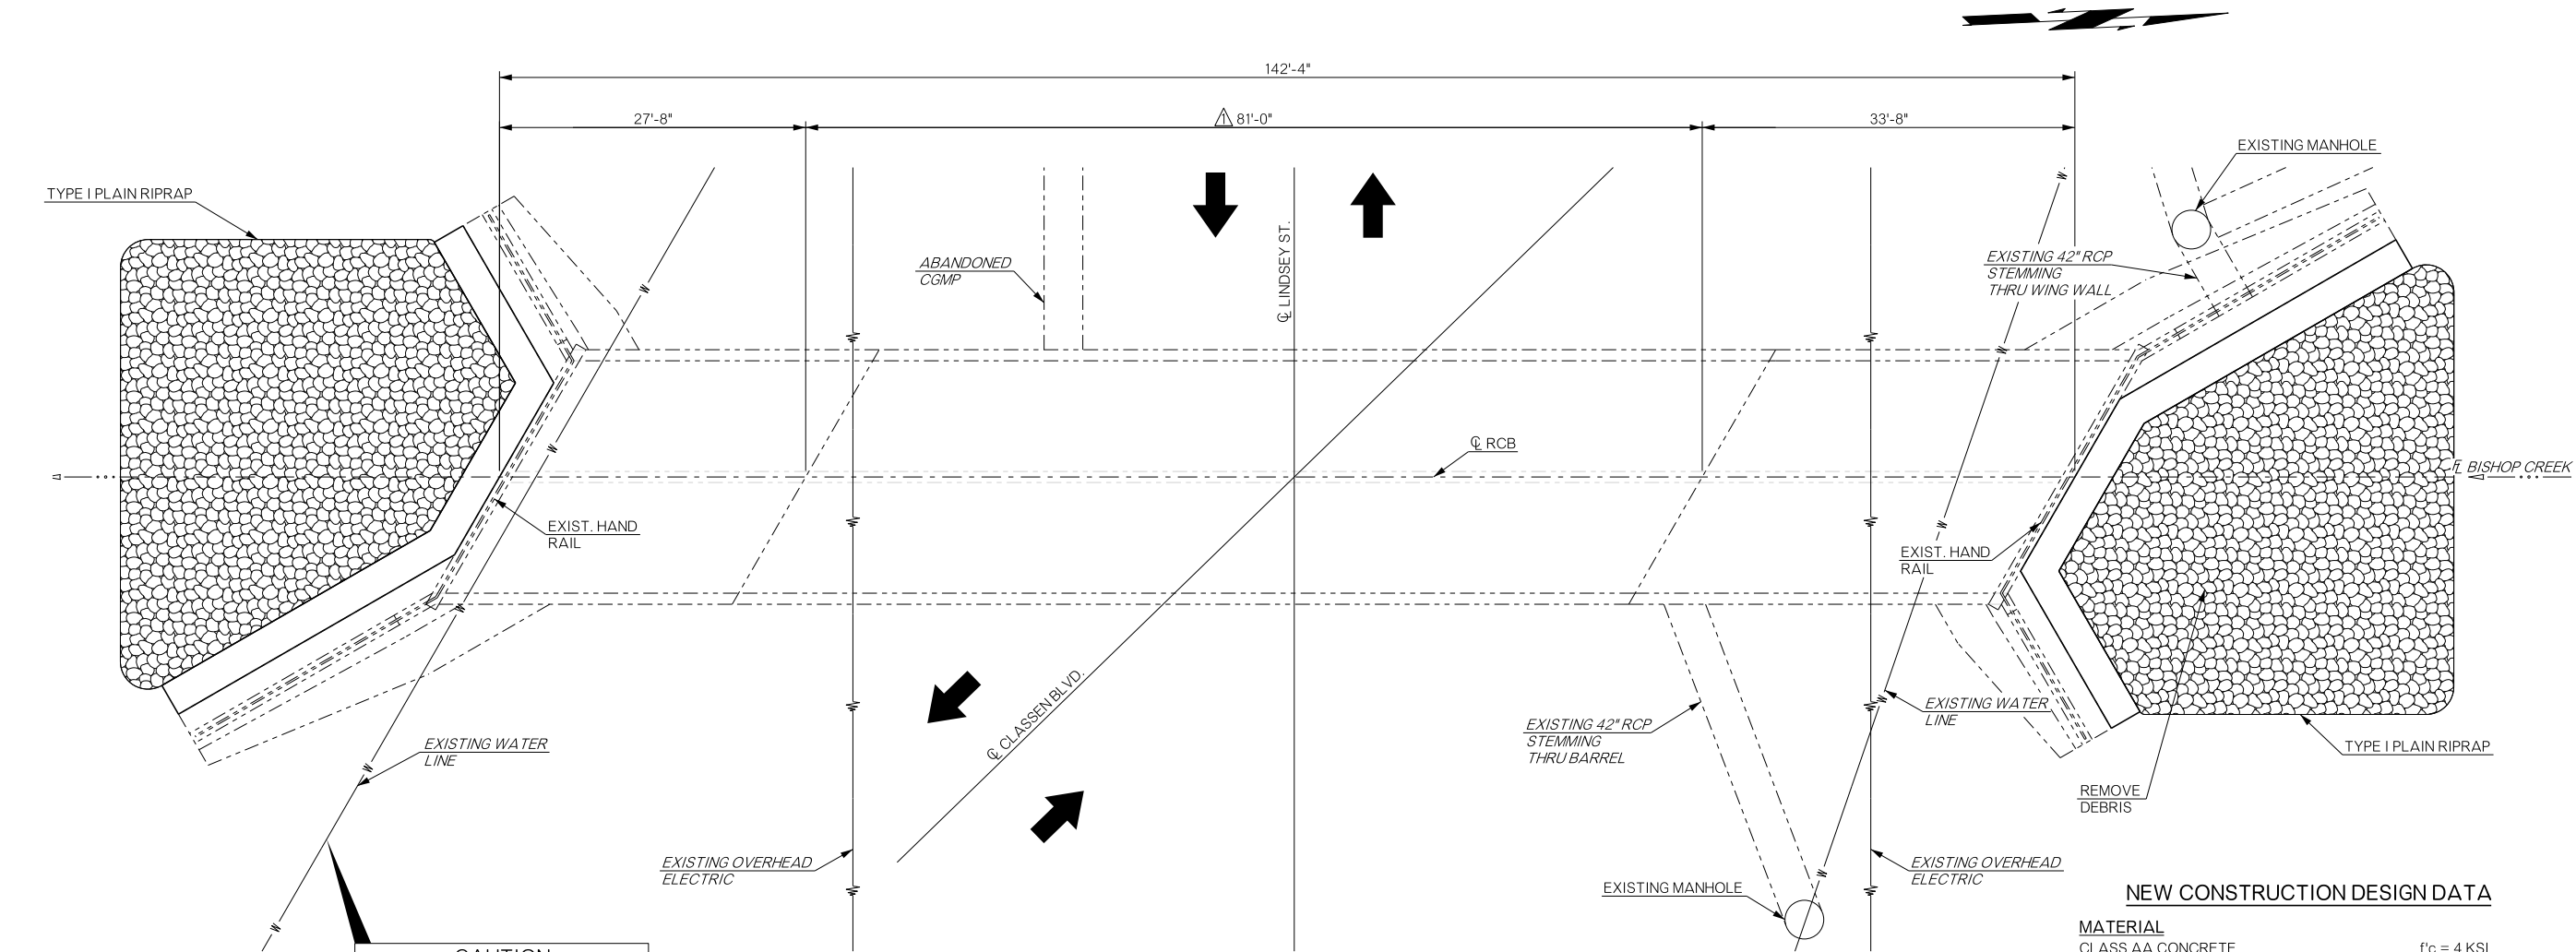 142'-4"
27'-8"
1 81'-0"
33'-8"
EXISTING MANHOLE
TYPE I PLAIN RIPRAP
W
W
ABANDONED
CGMP
℄ LINDSEY ST.
EXISTING 42" RCP
STEMMING
THRU WING WALL
W
W
℄ RCB
FL BISHOP CREEK
EXIST. HAND
RAIL
W
EXIST. HAND
RAIL
W
W
℄ CLASSEN BLVD.
EXISTING WATER
LINE
W
EXISTING 42" RCP
STEMMING
THRU BARREL
W
EXISTING WATER
LINE
TYPE I PLAIN RIPRAP
REMOVE
DEBRIS
EXISTING OVERHEAD
ELECTRIC
EXISTING MANHOLE
W
EXISTING OVERHEAD
ELECTRIC
W
CAUTION
NEW CONSTRUCTION DESIGN DATA
MATERIAL
CLASS AA CONCRETE f'c = 4 KSI